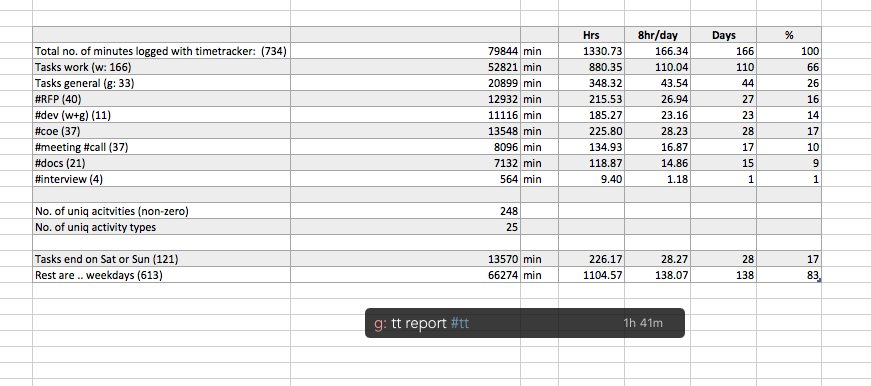 Hrs 8hr/day Days %
Total no. of minutes logged with timetracker: (734) 79844 min 1330.73 166.34 166 100
Tasks work (w: 166) 52821 min 880.35 110.04 110 66
Tasks general (g: 33) 20899 min 348.32 43.54 44 26
#RFP (40) 12932 min 215.53 26.94 27 16
#dev (w+g) (11) 11116 min 185.27 23.16 23 14
#coe (37) 13548 min 225.80 28.23 28 17
#meeting #call (37) 8096 min 134.93 16.87 17 10
#docs (21) 7132 min 118.87 14.86 15 9
#interview (4) 564 min 9.40 1.18 1 1
No. of uniq acitvities (non-zero) 248
No. of uniq activity types 25
Tasks end on Sat or Sun (121) 13570 min 226.17 28.27 28 17
Rest are .. weekdays (613) 66274 min 1104.57 138.07 138 83
g: tt report #tt 1h 41m